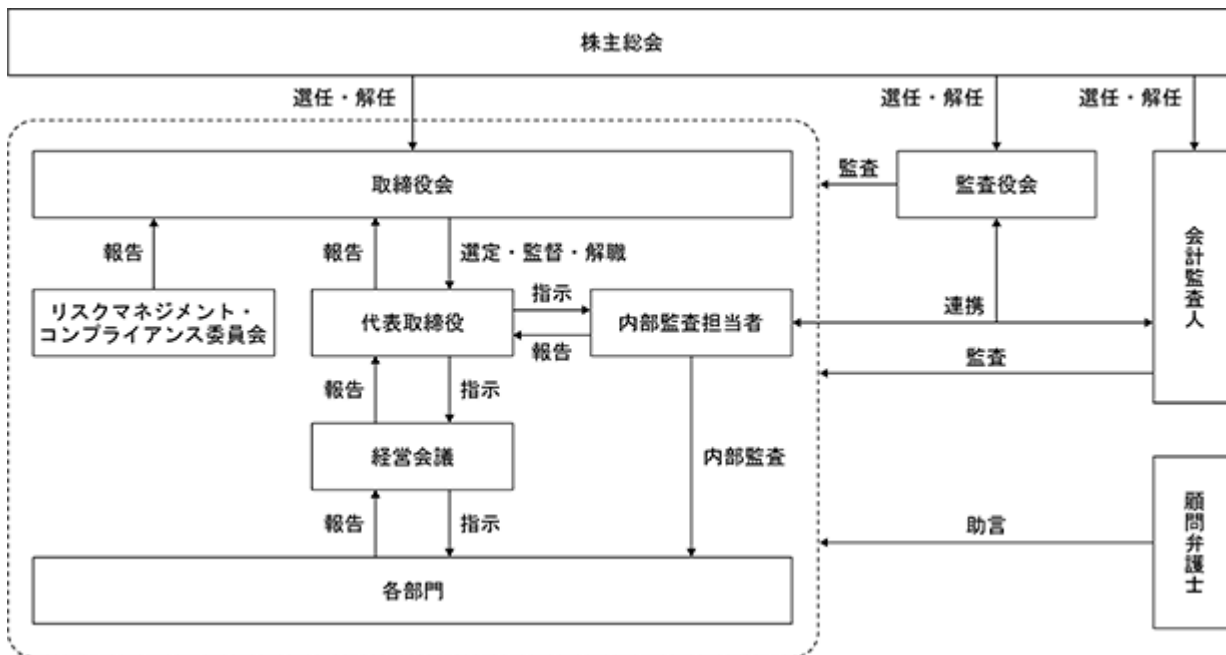 株主総会
選任・解任
選任・解任
選任・解任
取締役会
監査
監査役会
会計監査人
報告
報告
選定・監督・解職
リスクマネジメント・
コンプライアンス委員会
代表取締役
指示
報告
内部監査担当者
連携
監査
報告
指示
経営会議
内部監査
報告
指示
助言
顧問弁護士
各部門